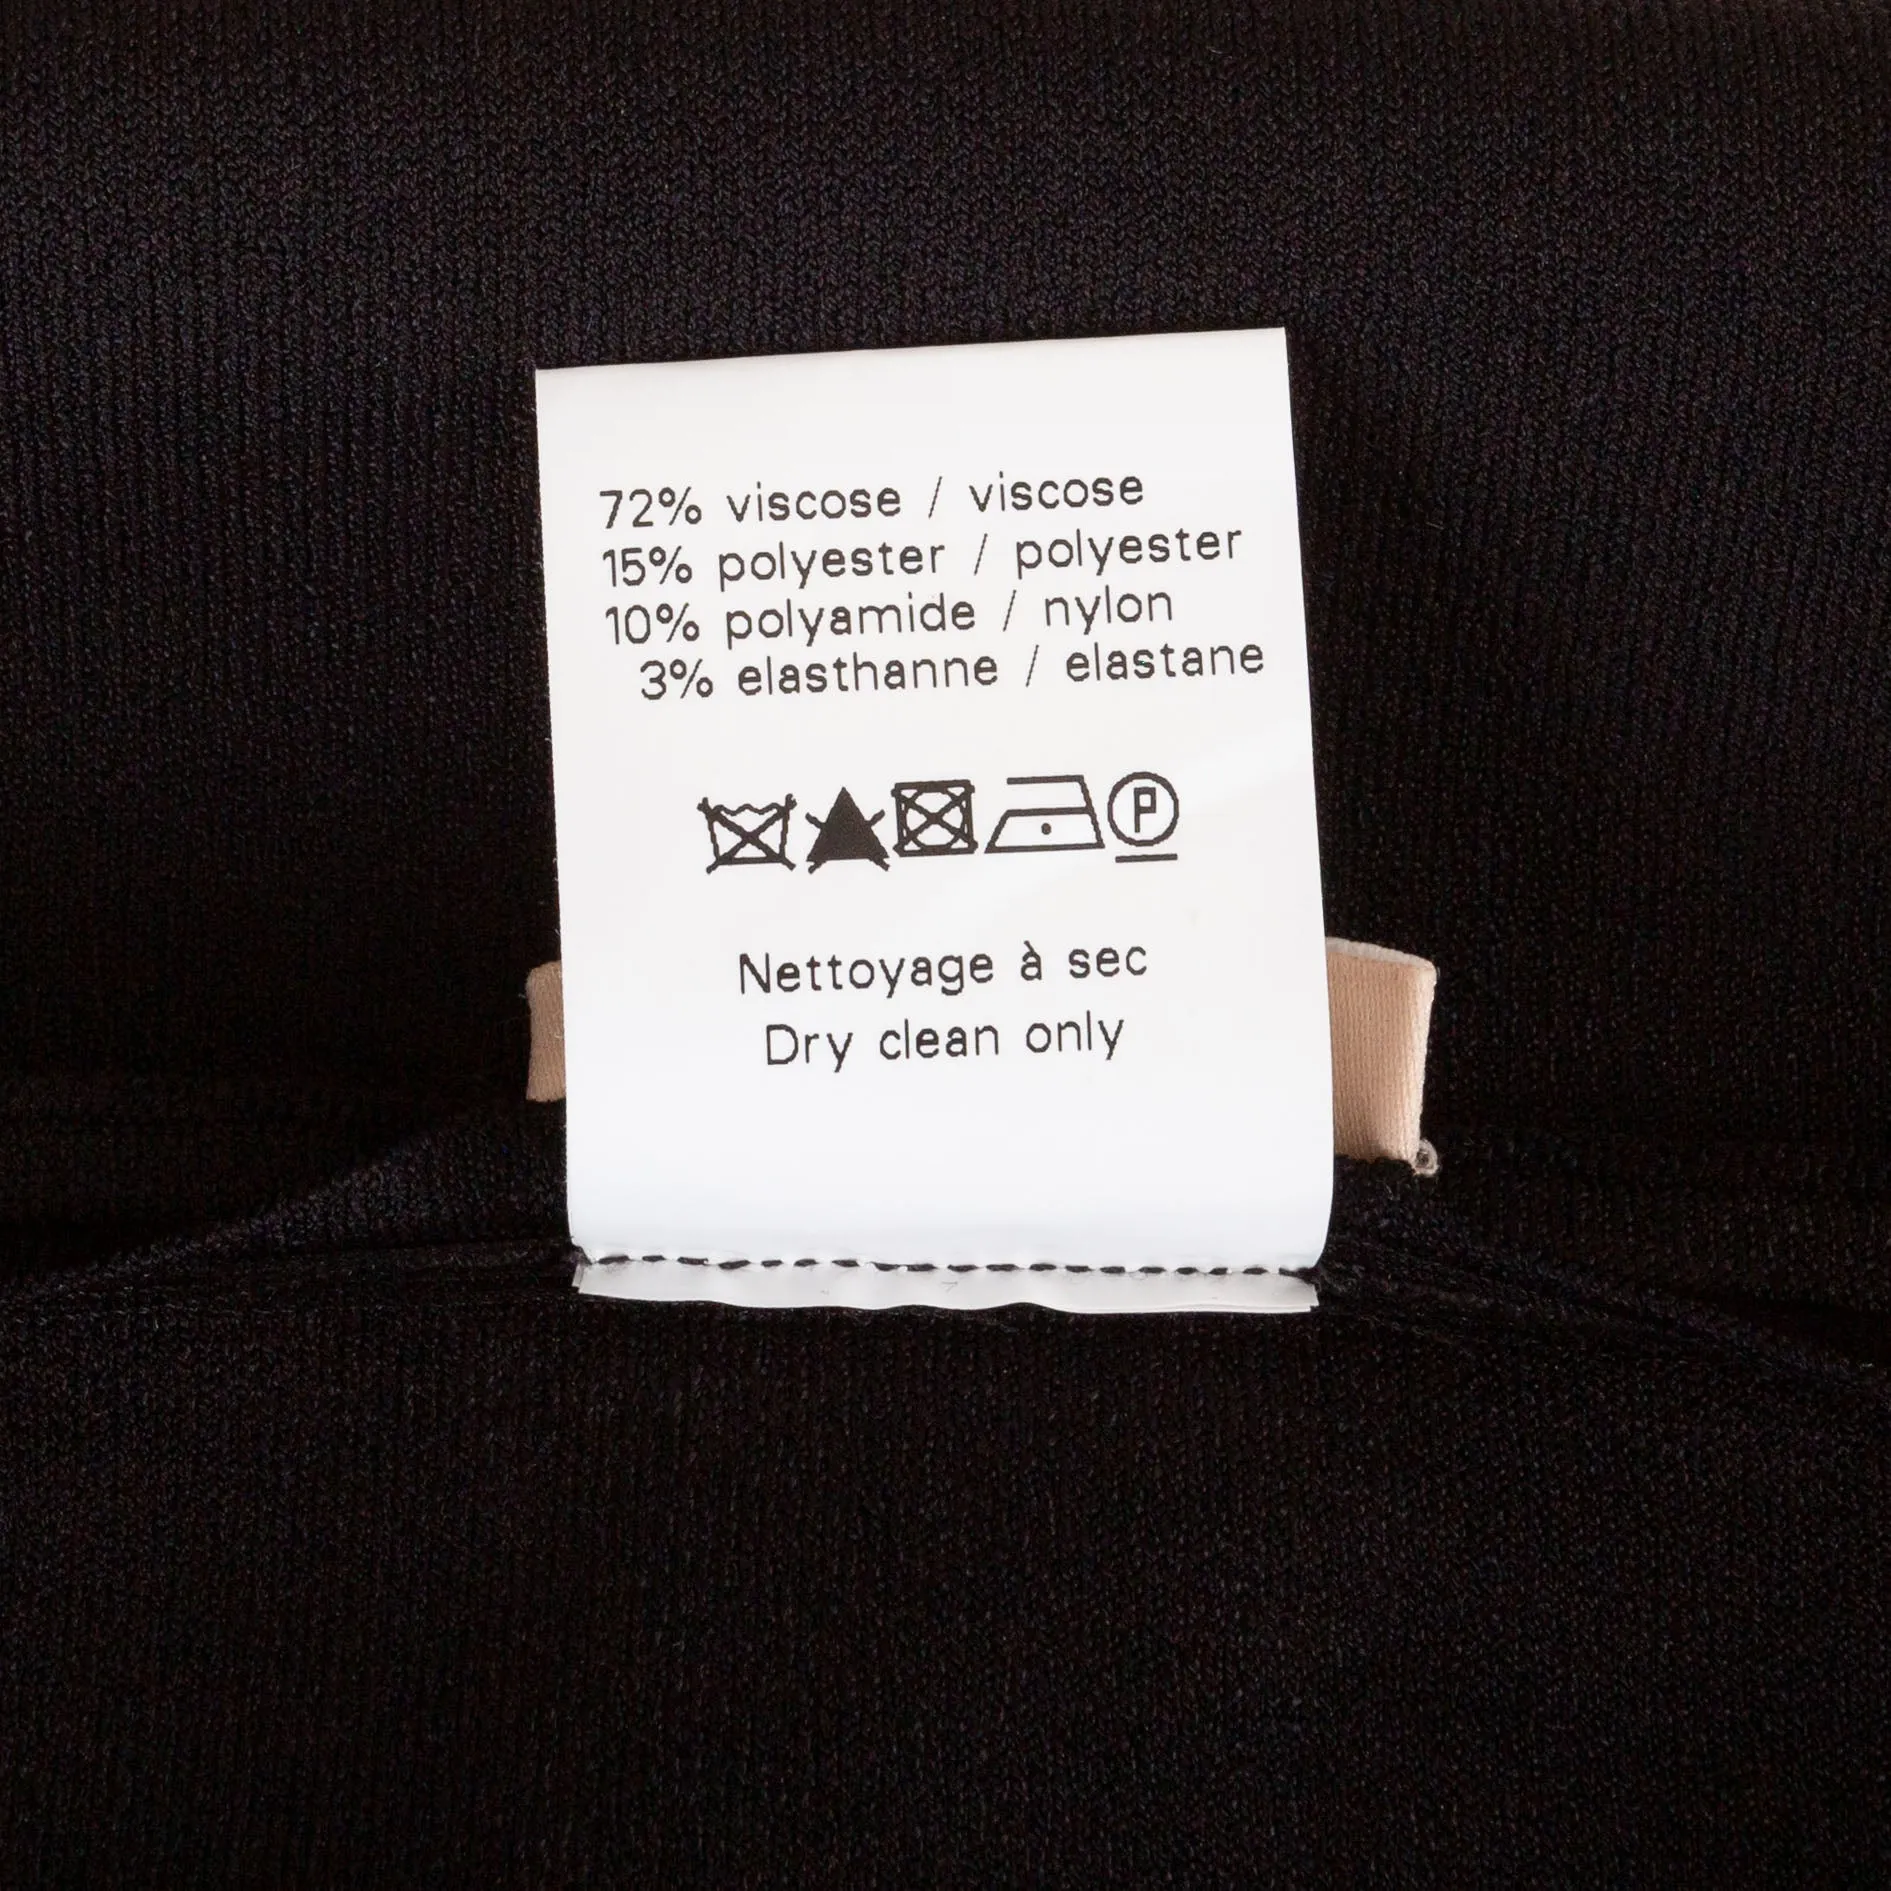 72% viscose / viscose
15% polyester / polyester
10% polyamide / nylon
3% elasthanne / elastane
P
Nettoyage à sec
Dry clean only